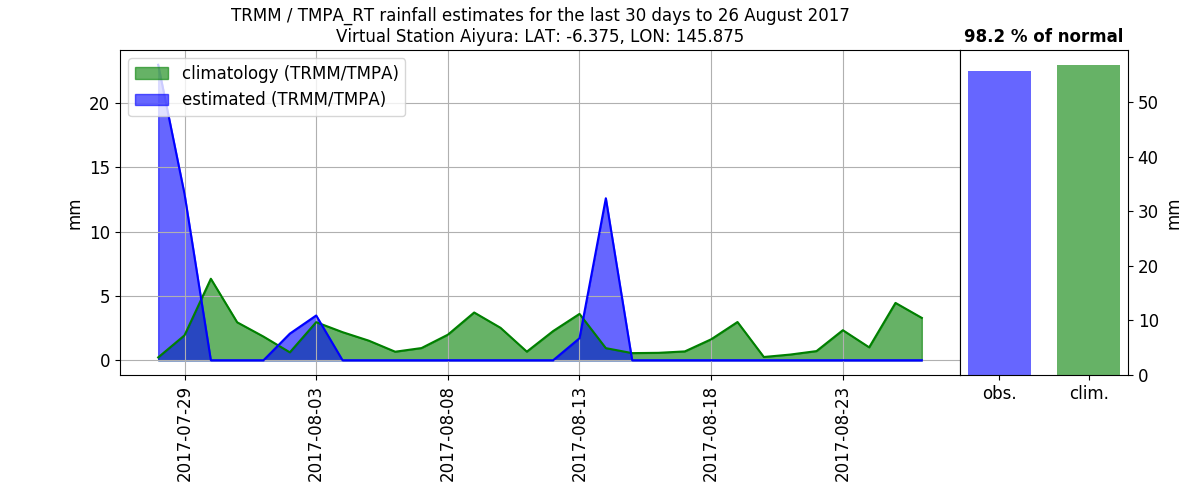 TRMM / TMPA_RT rainfall estimates for the last 30 days to 26 August 2017
Virtual Station Aiyura: LAT: -6.375, LON: 145.875
98.2 % of normal
climatology (TRMM/TMPA)
estimated (TRMM/TMPA)
20
15
10
5
0
mm
50
40
30
20
10
0
mm
obs.
clim.
2017-07-29
2017-08-03
2017-08-08
2017-08-13
2017-08-18
2017-08-23